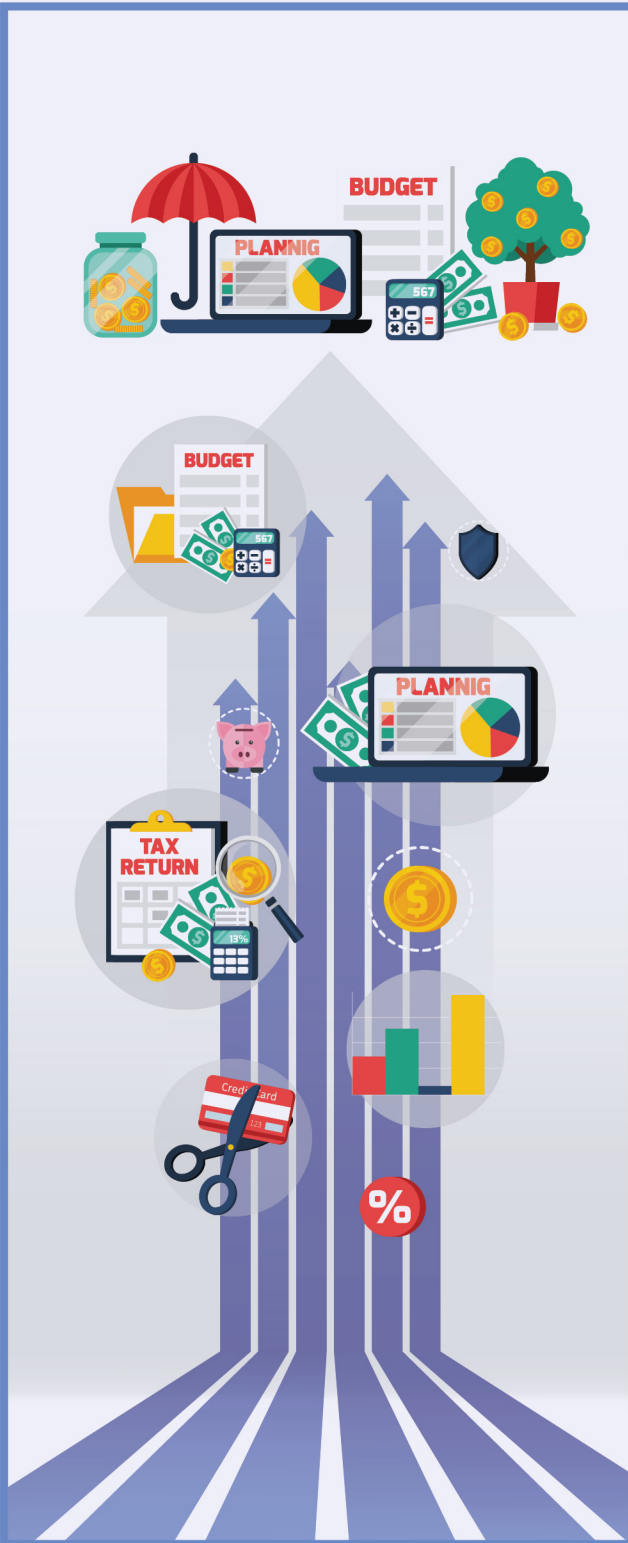 BUDGET
PLANNIG
567
BUDGET
567
PLANNIG
TAX
RETURN
13%
Credit Card
123
%